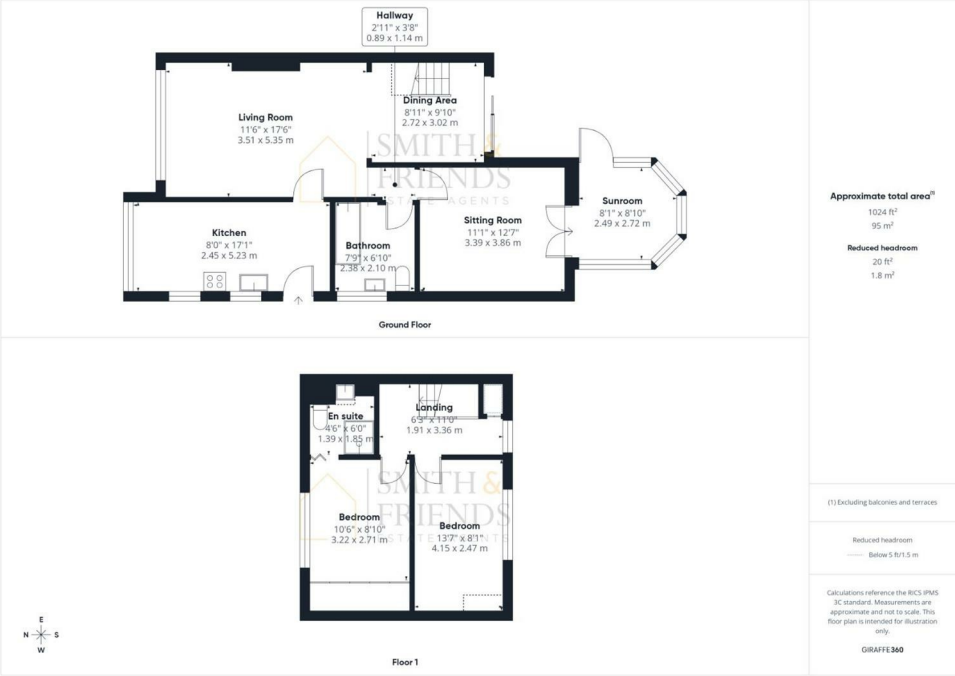 Hallway
2'11" x 3'8"
0.89 x 1.14 m
Living Room
11'6" x 17'6"
3.51 x 5.35 m
Dining Area
8'11" x 9'10"
2.72 x 3.02 m
SMITH &
FRIENDS
ESTATE AGENTS
Kitchen
8'0" x 17'1"
2.45 x 5.23 m
Bathroom
7'9" x 6'10"
2.38 x 2.10 m
Sitting Room
11'1" x 12'7"
3.39 x 3.86 m
Sunroom
8'1" x 8'10"
2.49 x 2.72 m
Ground Floor
En suite
4'6" x 6'0"
1.39 x 1.85 m
Landing
6'3" x 11'0"
1.91 x 3.36 m
SMITH &
FRIENDS
ESTATE AGENTS
Bedroom
10'6" x 8'10"
3.22 x 2.71 m
Bedroom
13'7" x 8'1"
4.15 x 2.47 m
E
N S
W
Floor 1
Approximate total area(1)
1024 ft²
95 m²
Reduced headroom
20 ft²
1.8 m²
(1) Excluding balconies and terraces
Reduced headroom
Below 5 ft/1.5 m
Calculations reference the RICS IPMS
3C standard. Measurements are
approximate and not to scale. This
floor plan is intended for illustration
only.
GIRAFFE360